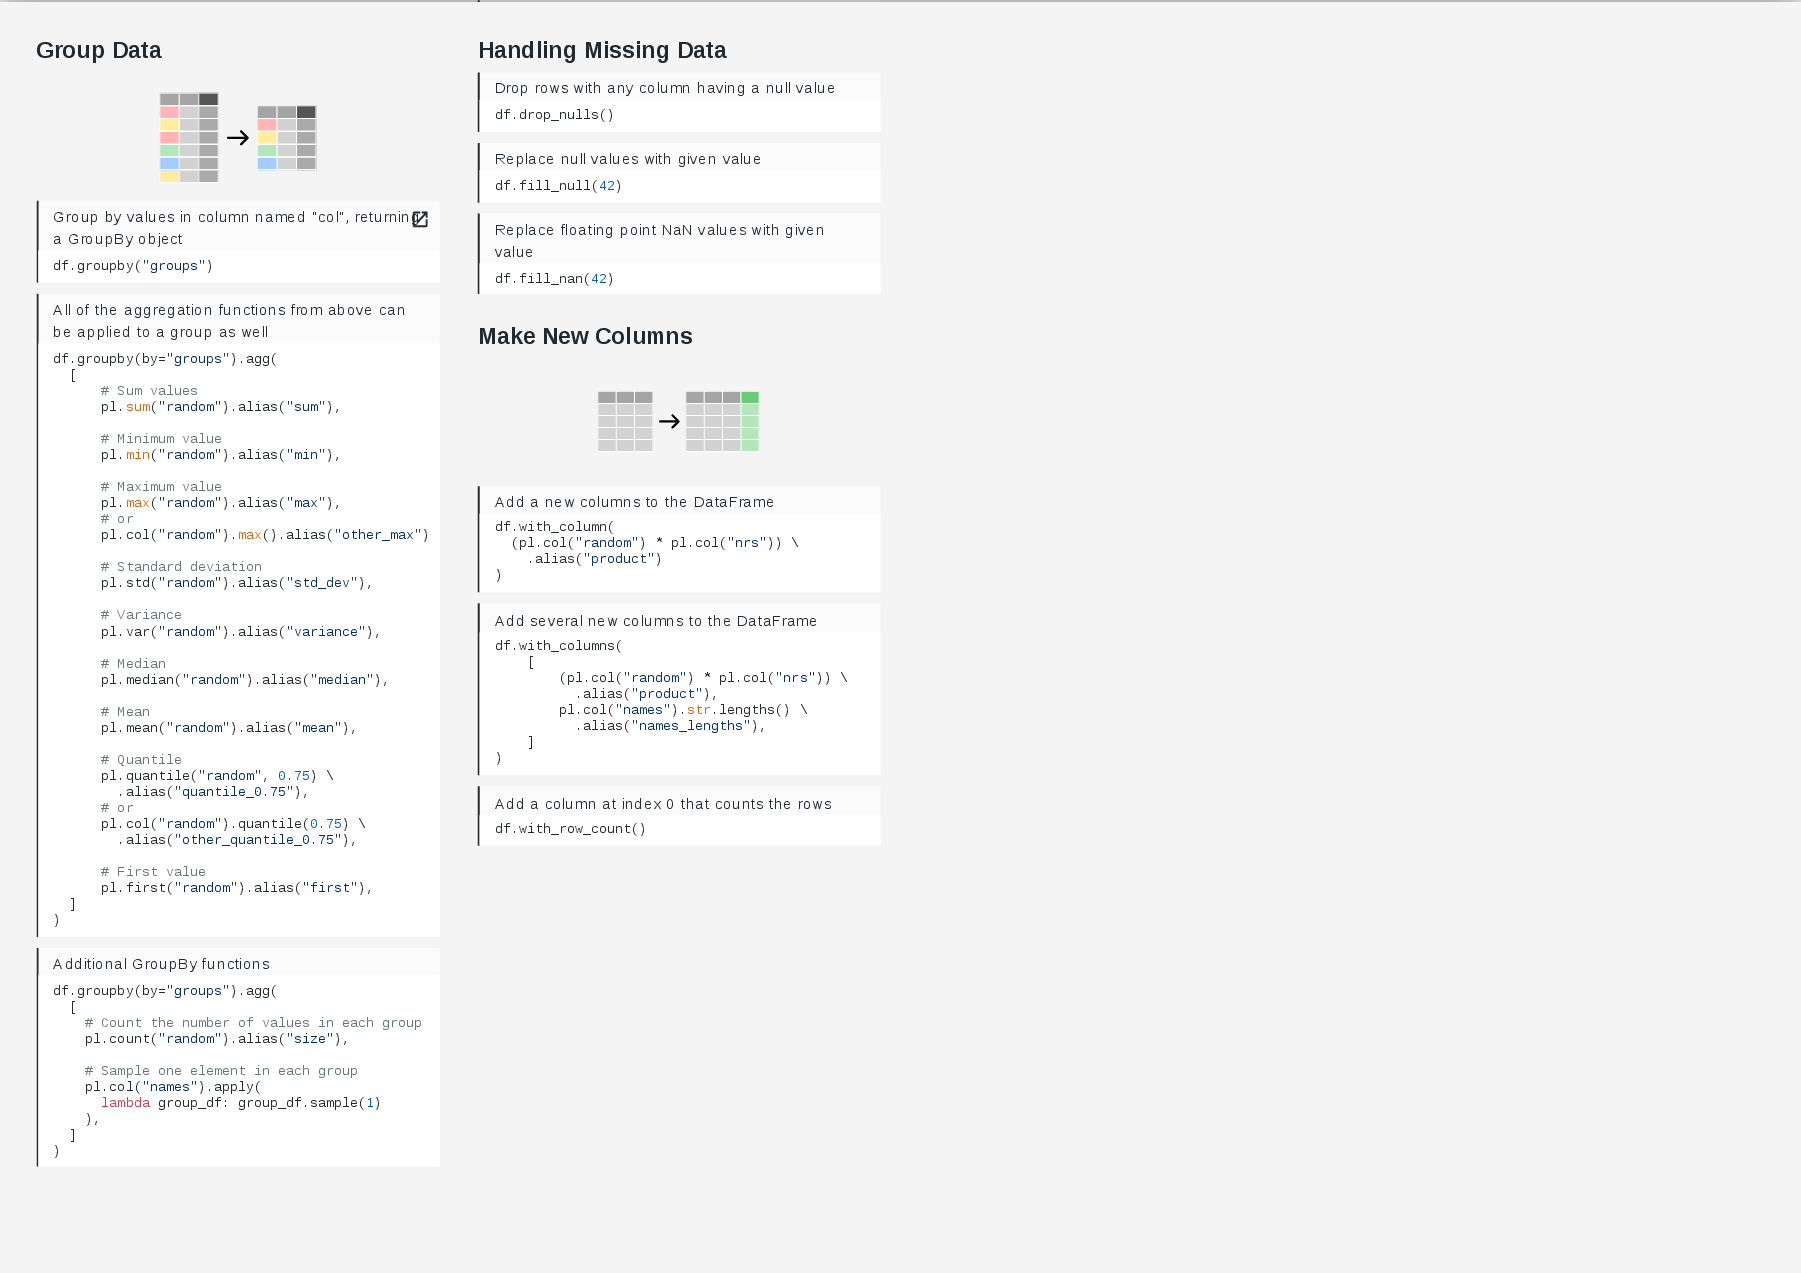 Group Data
Group by values in column named "col", returning
a GroupBy object
df.groupby("groups")
All of the aggregation functions from above can
be applied to a group as well
df.groupby(by="groups").agg(
  [
      # Sum values
      pl.sum("random").alias("sum"),

      # Minimum value
      pl.min("random").alias("min"),

      # Maximum value
      pl.max("random").alias("max"),
      # or
      pl.col("random").max().alias("other_max")

      # Standard deviation
      pl.std("random").alias("std_dev"),

      # Variance
      pl.var("random").alias("variance"),

      # Median
      pl.median("random").alias("median"),

      # Mean
      pl.mean("random").alias("mean"),

      # Quantile
      pl.quantile("random", 0.75) \
        .alias("quantile_0.75"),
      # or
      pl.col("random").quantile(0.75) \
        .alias("other_quantile_0.75"),

      # First value
      pl.first("random").alias("first"),
  ]
)
Additional GroupBy functions
df.groupby(by="groups").agg(
  [
    # Count the number of values in each group
    pl.count("random").alias("size"),

    # Sample one element in each group
    pl.col("names").apply(
      lambda group_df: group_df.sample(1)
    ),
  ]
)
Handling Missing Data
Drop rows with any column having a null value
df.drop_nulls()
Replace null values with given value
df.fill_null(42)
Replace floating point NaN values with given
value
df.fill_nan(42)
Make New Columns
Add a new columns to the DataFrame
df.with_column(
  (pl.col("random") * pl.col("nrs")) \
    .alias("product")
)
Add several new columns to the DataFrame
df.with_columns(
    [
        (pl.col("random") * pl.col("nrs")) \
          .alias("product"),
        pl.col("names").str.lengths() \
          .alias("names_lengths"),
    ]
)
Add a column at index 0 that counts the rows
df.with_row_count()